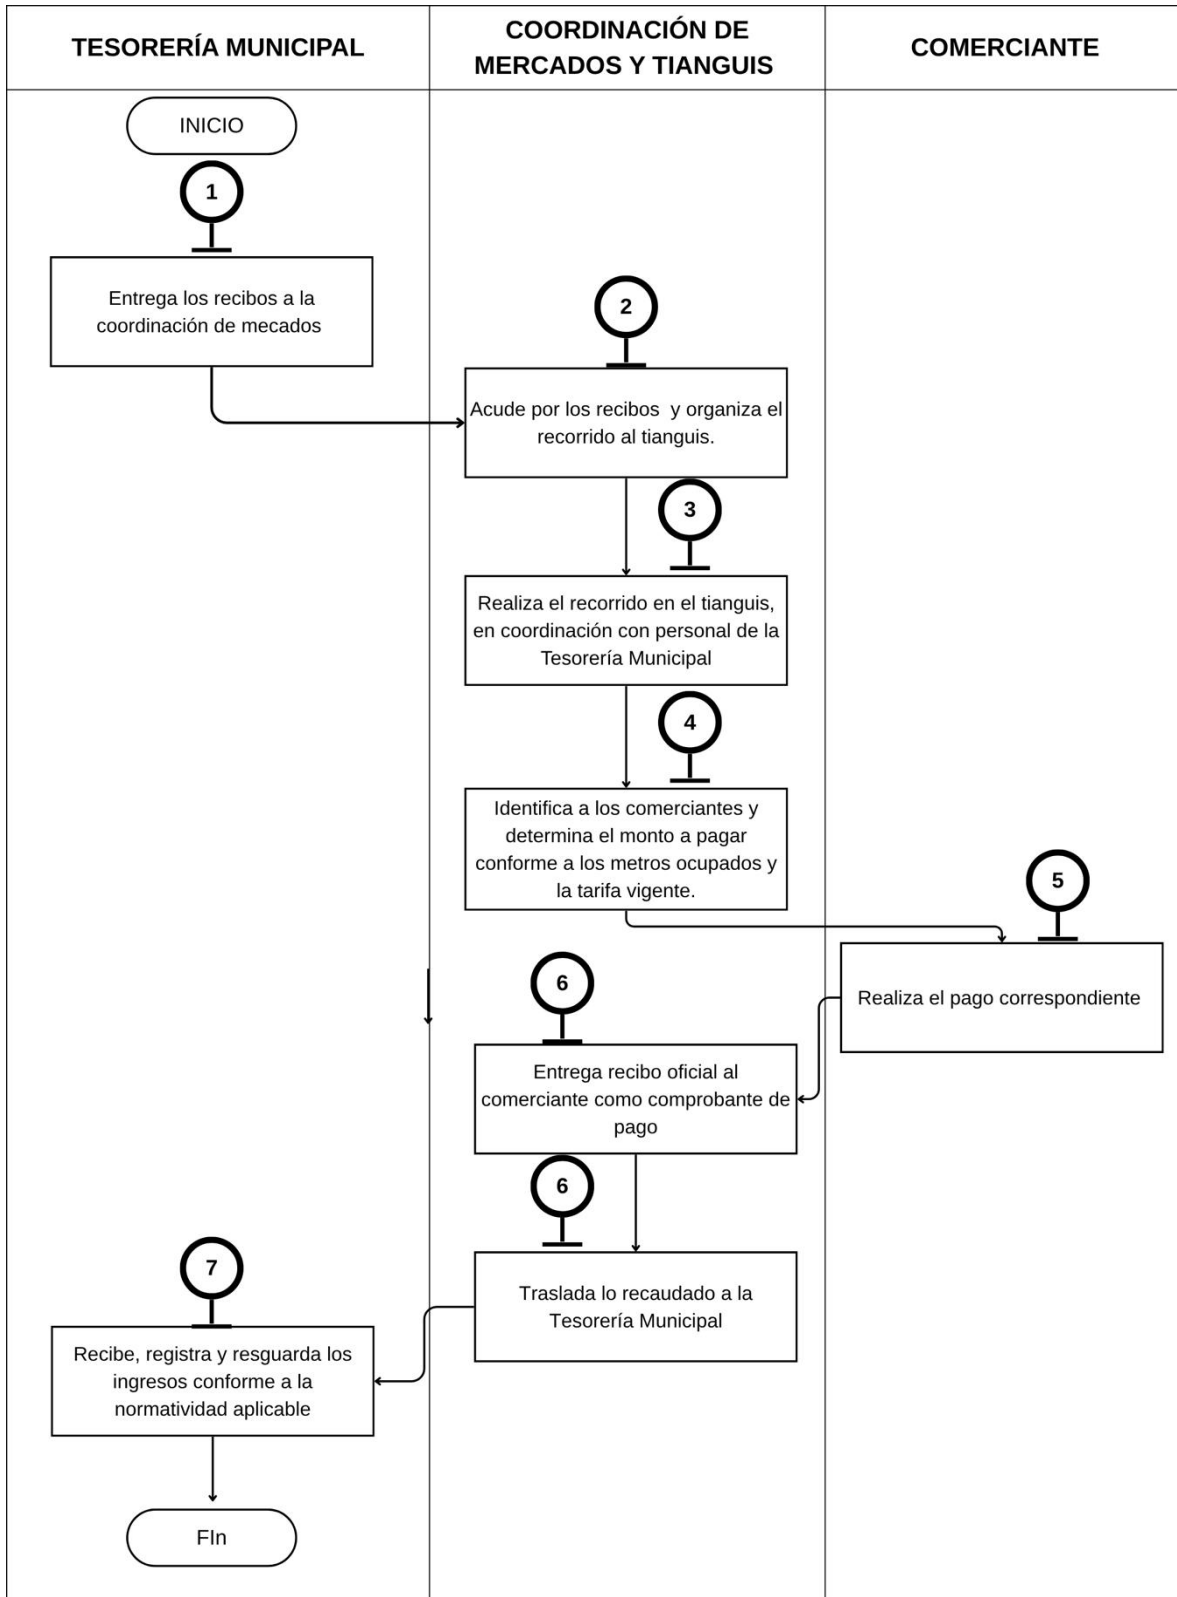 TESORERÍA MUNICIPAL
COORDINACIÓN DE
MERCADOS Y TIANGUIS
COMERCIANTE
INICIO
1
Entrega los recibos a la
coordinación de mecados
2
Acude por los recibos  y organiza el
recorrido al tianguis.
3
Realiza el recorrido en el tianguis,
en coordinación con personal de la
Tesorería Municipal
4
Identifica a los comerciantes y
determina el monto a pagar
conforme a los metros ocupados y
la tarifa vigente.
5
Realiza el pago correspondiente
6
Entrega recibo oficial al
comerciante como comprobante de
pago
6
Traslada lo recaudado a la
Tesorería Municipal
7
Recibe, registra y resguarda los
ingresos conforme a la
normatividad aplicable
FIn